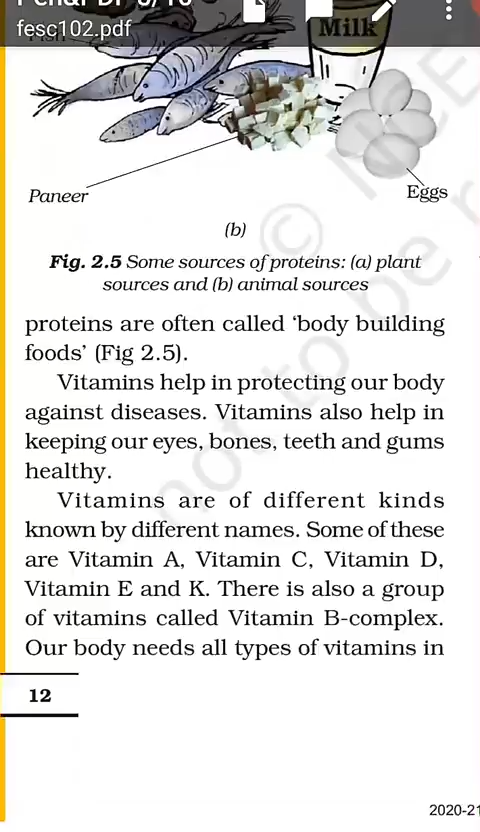 fesc102.pdf
Milk
Paneer
Eggs
(b)
Fig. 2.5 Some sources of proteins: (a) plant
sources and (b) animal sources
proteins are often called ‘body building
foods’ (Fig 2.5).
Vitamins help in protecting our body
against diseases. Vitamins also help in
keeping our eyes, bones, teeth and gums
healthy.
Vitamins are of different kinds
known by different names. Some of these
are Vitamin A, Vitamin C, Vitamin D,
Vitamin E and K. There is also a group
of vitamins called Vitamin B-complex.
Our body needs all types of vitamins in
12
2020-21
© N
not to be r